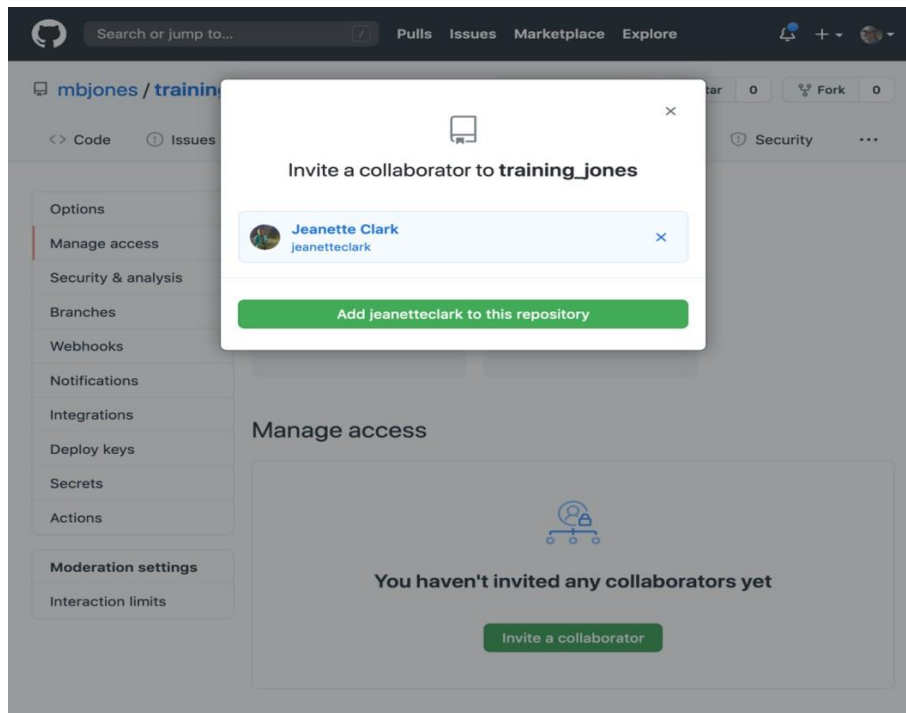 Search or jump to... / Pulls Issues Marketplace Explore
mbjones / training tar 0 Fork 0
Code Issues Security ...
Invite a collaborator to training_jones
Jeanette Clark
jeanetteclark
Add jeanetteclark to this repository
Options
Manage access
Security & analysis
Branches
Webhooks
Notifications
Integrations
Deploy keys
Secrets
Actions
Moderation settings
Interaction limits
Manage access
You haven't invited any collaborators yet
Invite a collaborator